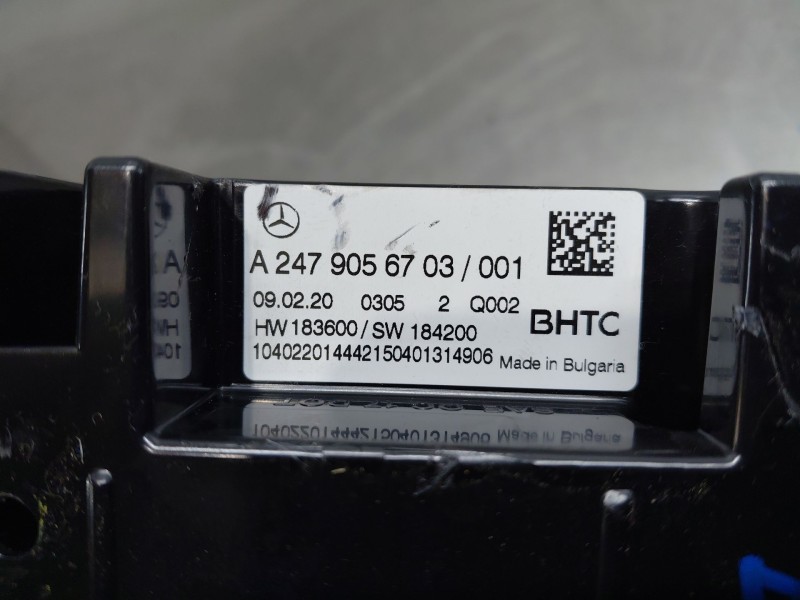 A 247 905 67 03 / 001
09.02.20 0305 2 Q002
HW 183600 / SW 184200
BHTC
104022014442150401314906
Made in Bulgaria